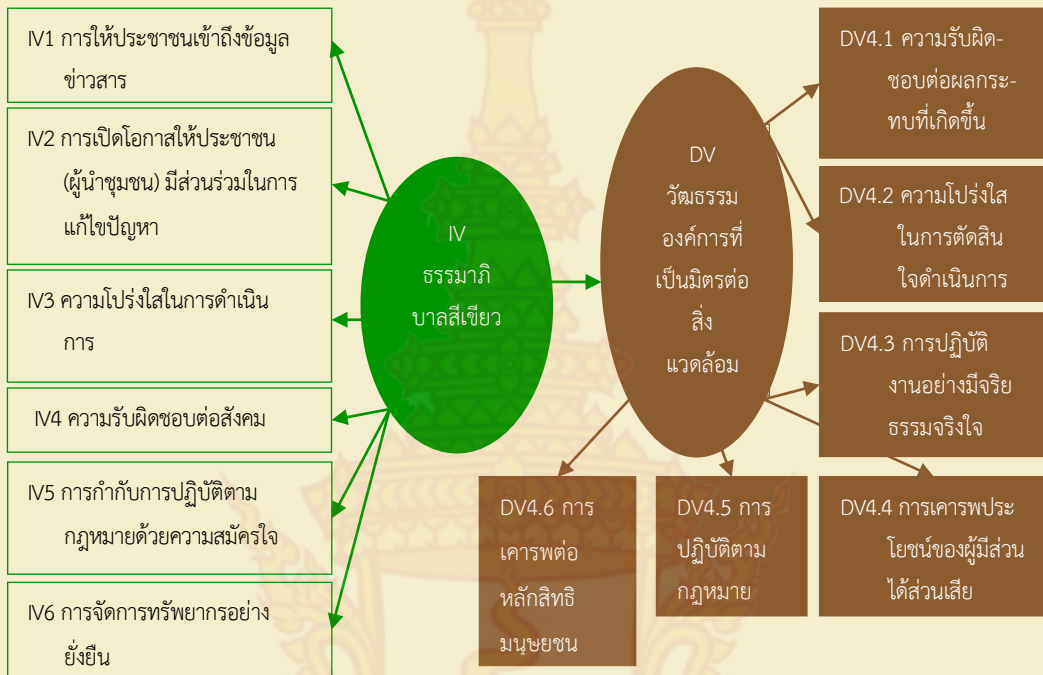 IV1 การให้ประชาชนเข้าถึงข้อมูล
ข่าวสาร
IV2 การเปิดโอกาสให้ประชาชน
(ผู้นำชุมชน) มีส่วนร่วมในการ
แก้ไขปัญหา
IV3 ความโปร่งใสในการดำเนิน
การ
IV4 ความรับผิดชอบต่อสังคม
IV5 การกำกับการปฏิบัติตาม
กฎหมายด้วยความสมัครใจ
IV6 การจัดการทรัพยากรอย่าง
ยั่งยืน
IV
ธรรมาภิ
บาลสีเขียว
DV
วัฒธรรม
องค์การที่
เป็นมิตรต่อ
สิ่ง
แวดล้อม
DV4.1 ความรับผิด-
ชอบต่อผลกระ-
ทบที่เกิดขึ้น
DV4.2 ความโปร่งใส
ในการตัดสิน
ใจดำเนินการ
DV4.3 การปฏิบัติ
งานอย่างมีจริย
ธรรมจริงใจ
DV4.4 การเคารพประ
โยชน์ของผู้มีส่วน
ได้ส่วนเสีย
DV4.5 การ
ปฏิบัติตาม
กฎหมาย
DV4.6 การ
เคารพต่อ
หลักสิทธิ
มนุษยชน